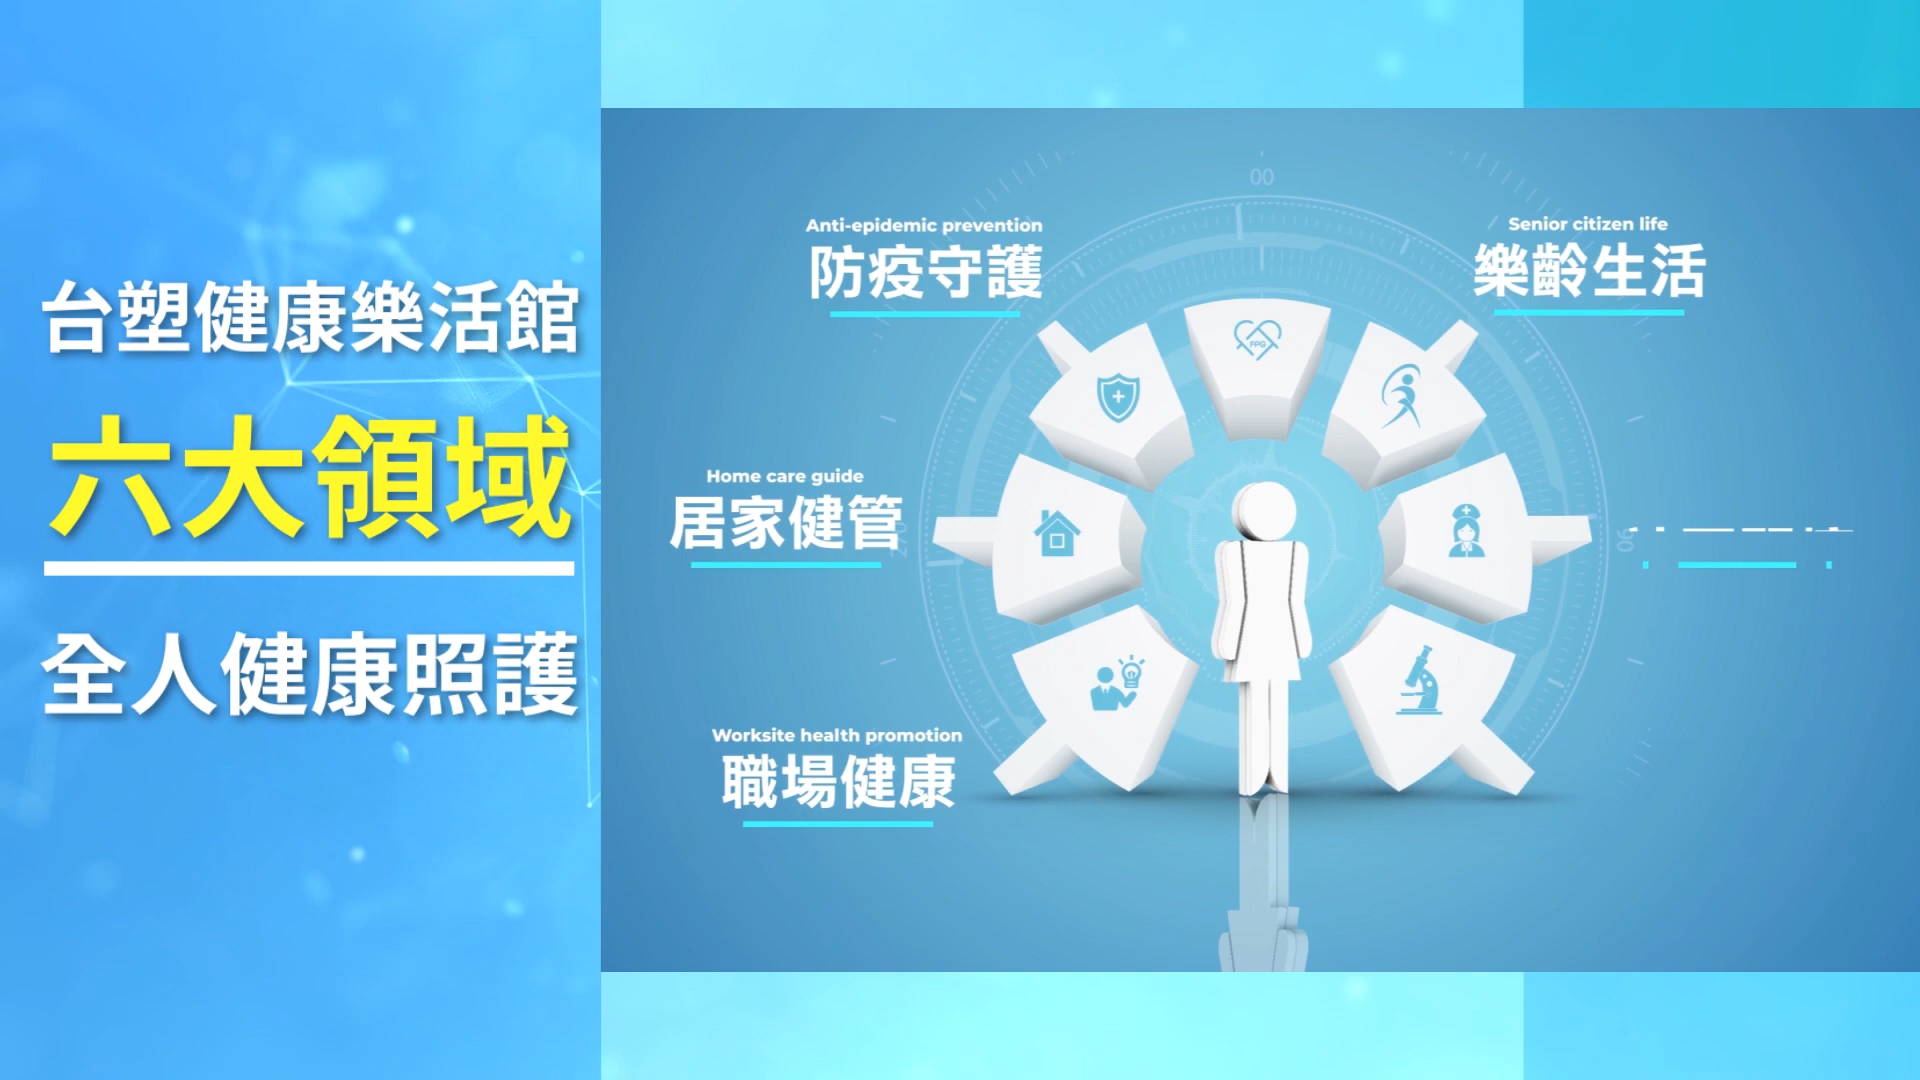 台塑健康樂活館
六大領域
全人健康照護
00
Anti-epidemic prevention
防疫守護
Senior citizen life
樂齡生活
FPG
Home care guide
居家健管
90
Worksite health promotion
職場健康